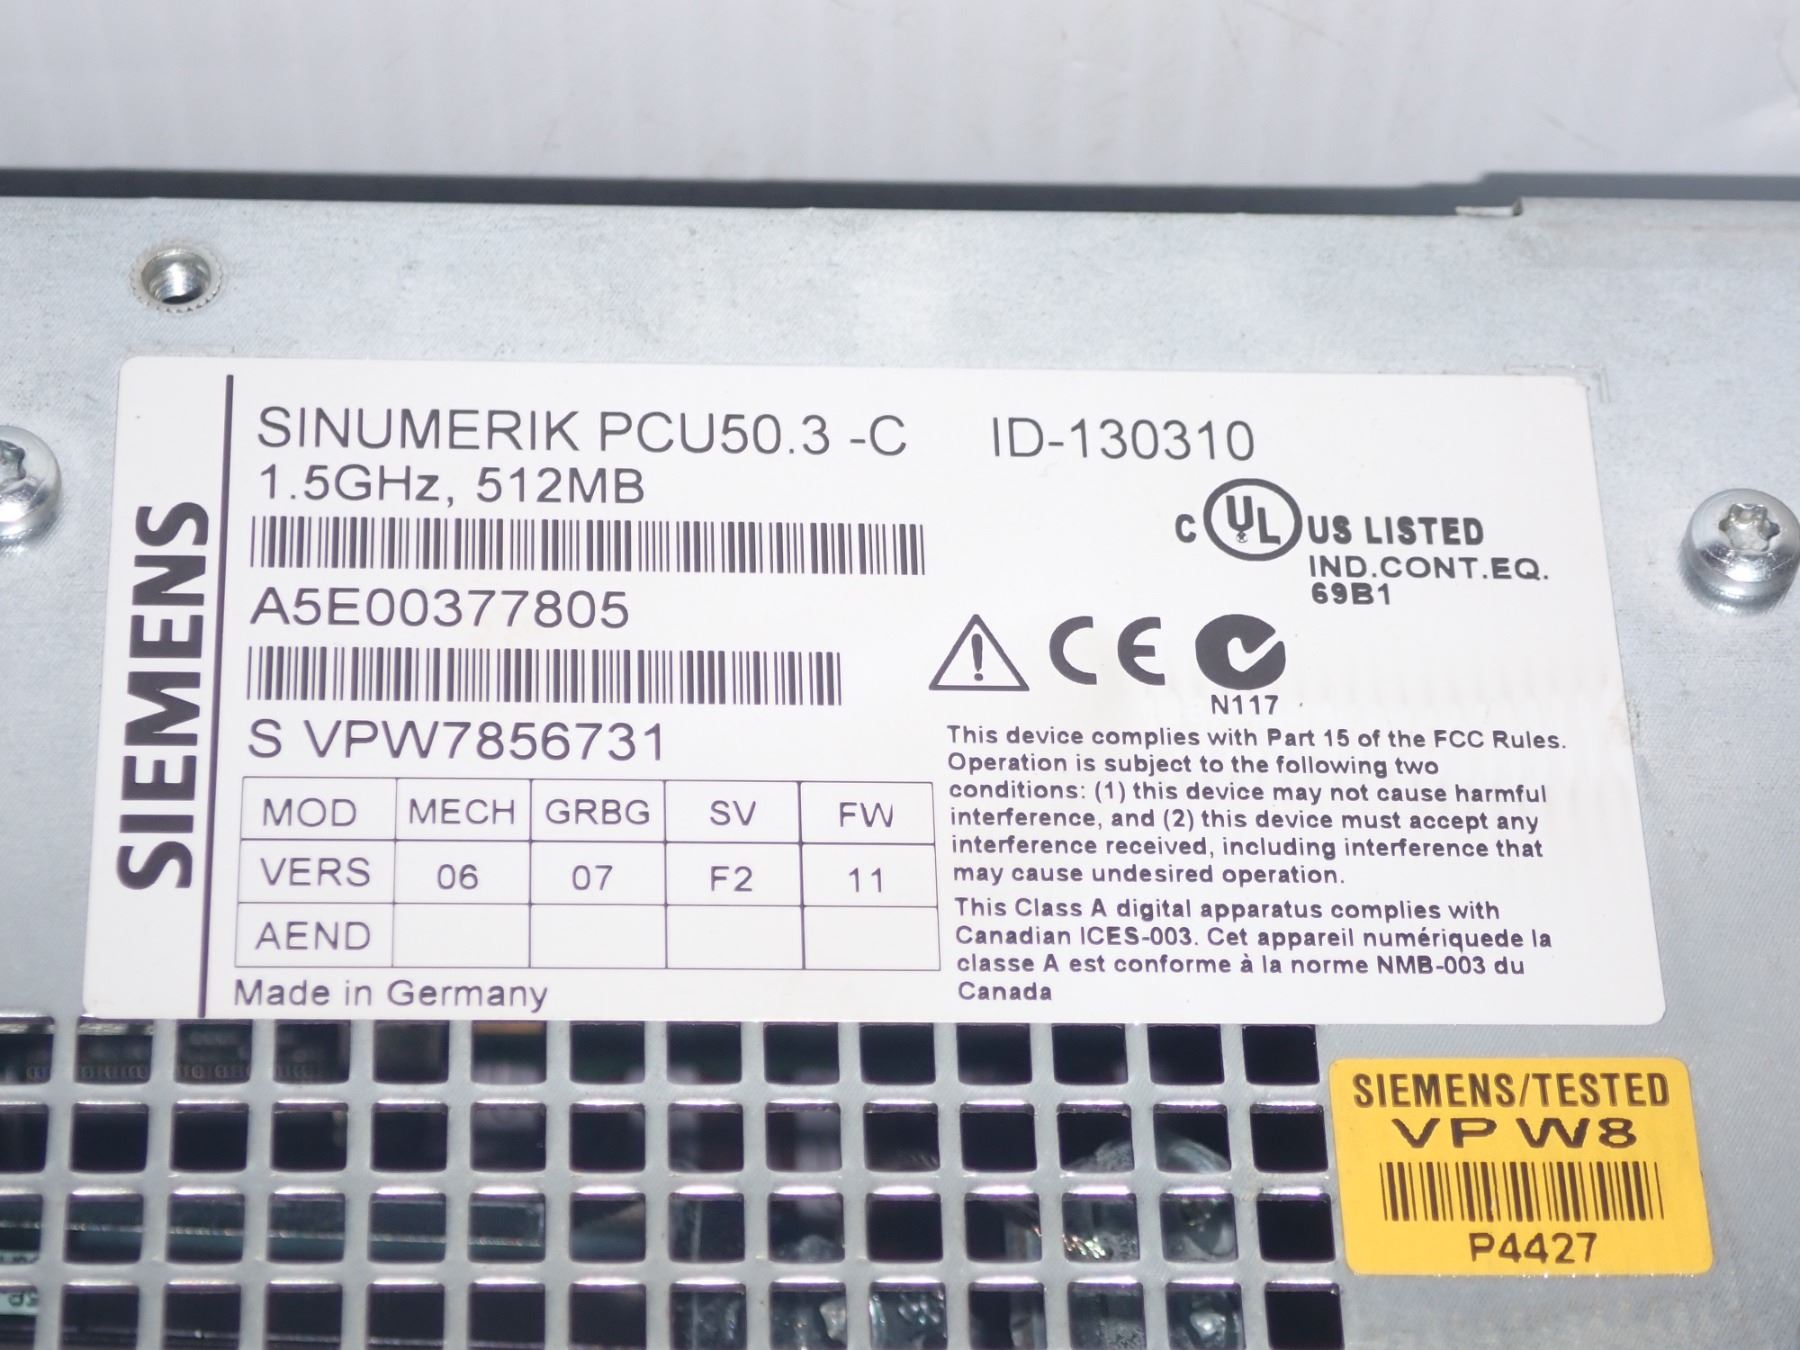 SIEMENS
SINUMERIK PCU50.3 -C ID-130310
1.5GHz, 512MB
A5E00377805
S VPW7856731
C UL US LISTED
IND.CONT.EQ.
69B1
CE
N117
MOD MECH GRBG SV FW
VERS 06 07 F2 11
AEND
Made in Germany
This device complies with Part 15 of the FCC Rules.
Operation is subject to the following two
conditions: (1) this device may not cause harmful
interference, and (2) this device must accept any
interference received, including interference that
may cause undesired operation.
This Class A digital apparatus complies with
Canadian ICES-003. Cet appareil numériquede la
classe A est conforme à la norme NMB-003 du
Canada
SIEMENS/TESTED
VP W8
P4427